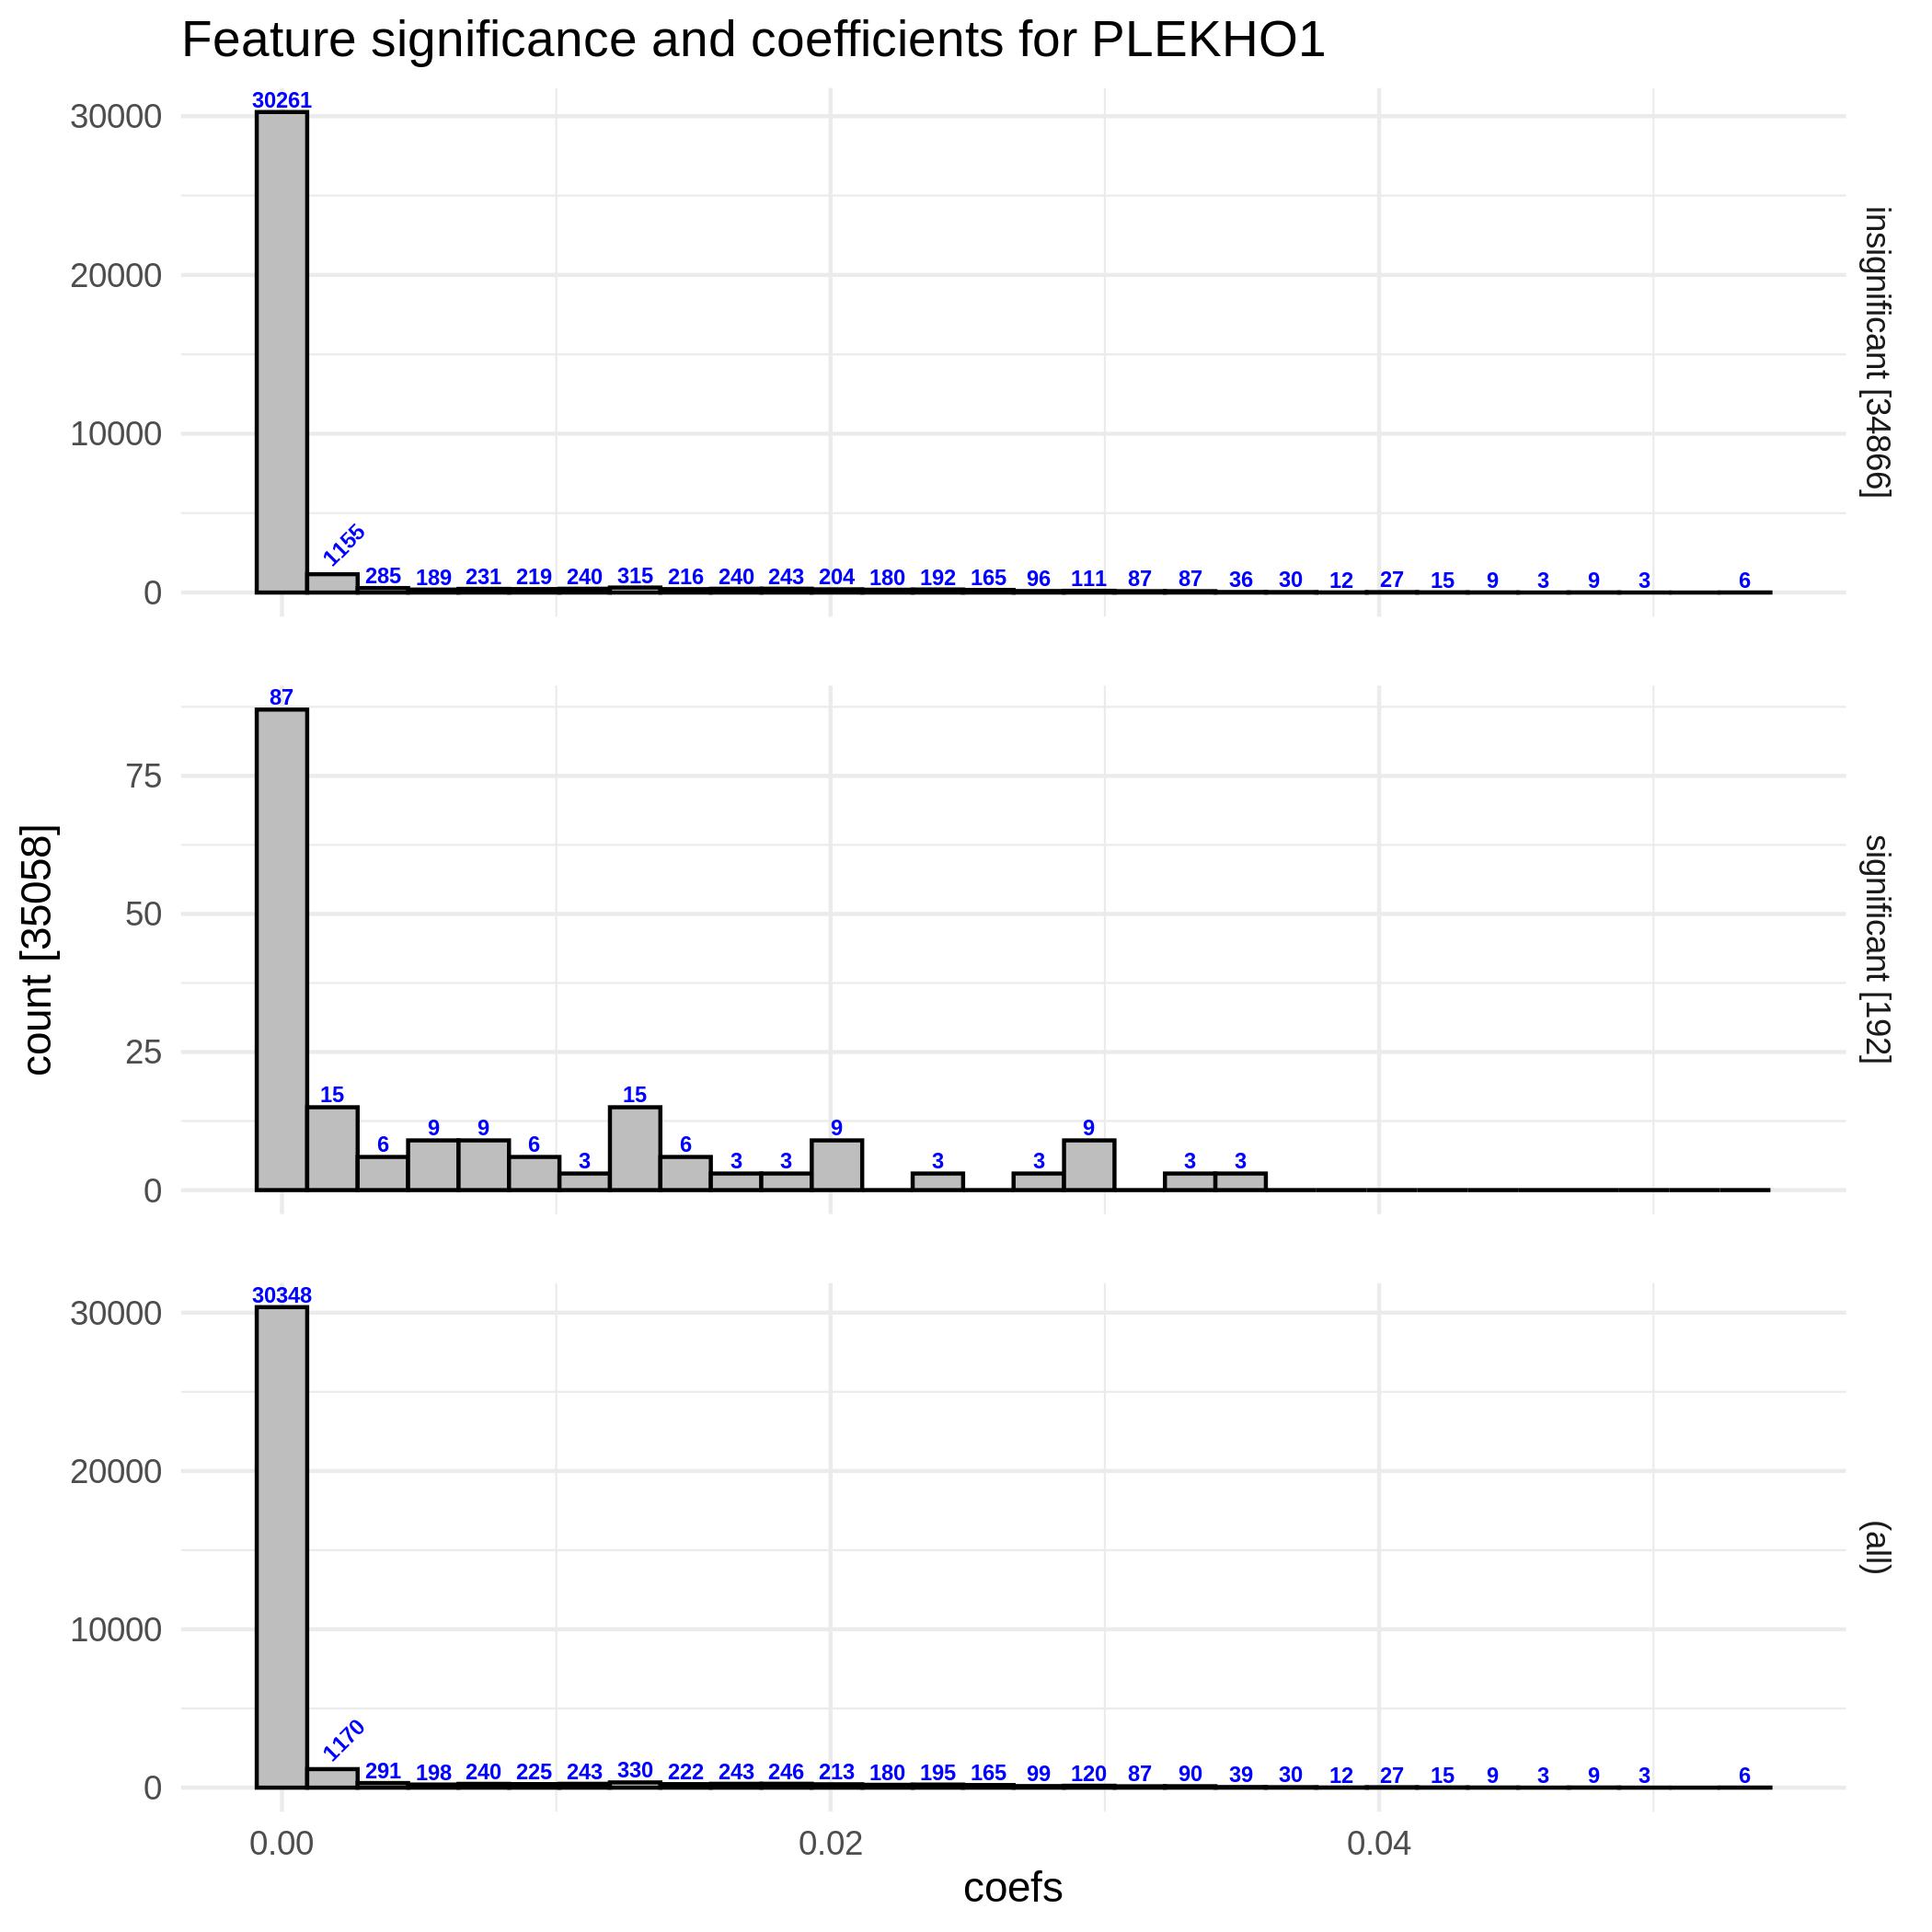 Feature significance and coefficients for PLEKHO1
30261
30000
20000
10000
0
1155
285 189 231 219 240 315 216 240 243 204 180 192 165 96 111 87 87 36 30 12 27 15 9 3 9 3 6
insignificant [34866]
87
75
50
25
0
15 6 9 9 6 3 15 6 3 3 9 3 3 9 3 3
significant [192]
count [35058]
30348
30000
20000
10000
0
1170
291 198 240 225 243 330 222 243 246 213 180 195 165 99 120 87 90 39 30 12 27 15 9 3 9 3 6
(all)
0.00 0.02 0.04
coefs